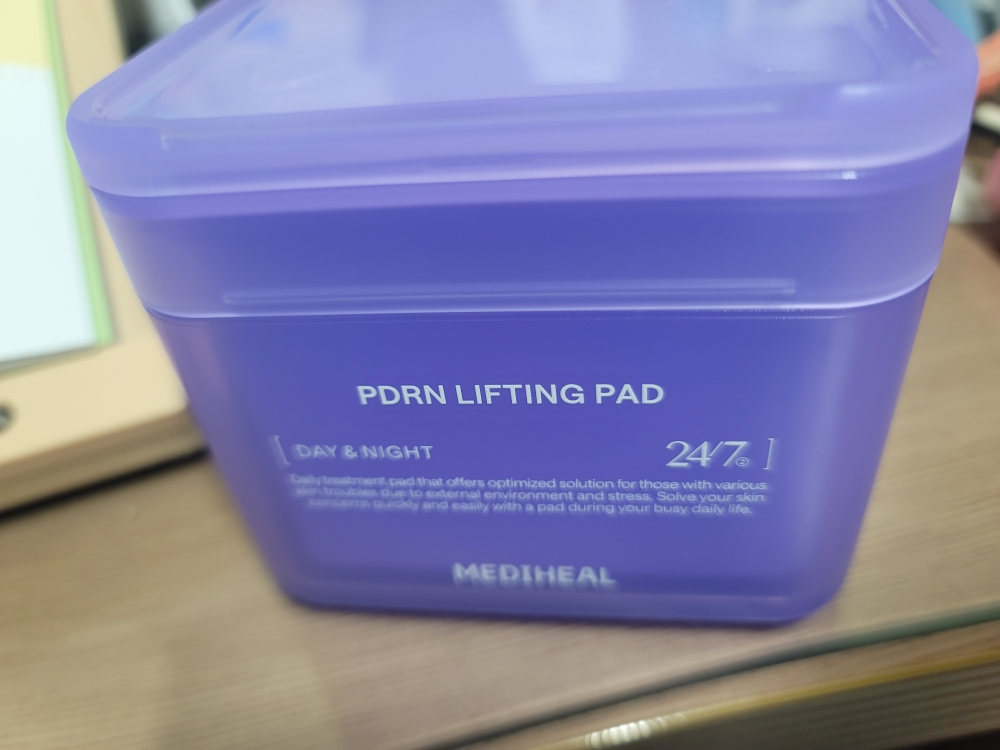 PDRN LIFTING PAD
[ DAY & NIGHT 24/7 ]
Daily treatment pad that offers optimized solution for those with various
skin troubles due to external environment and stress. Solve your skin
concerns quickly and easily with a pad during your busy daily life.
MEDIHEAL